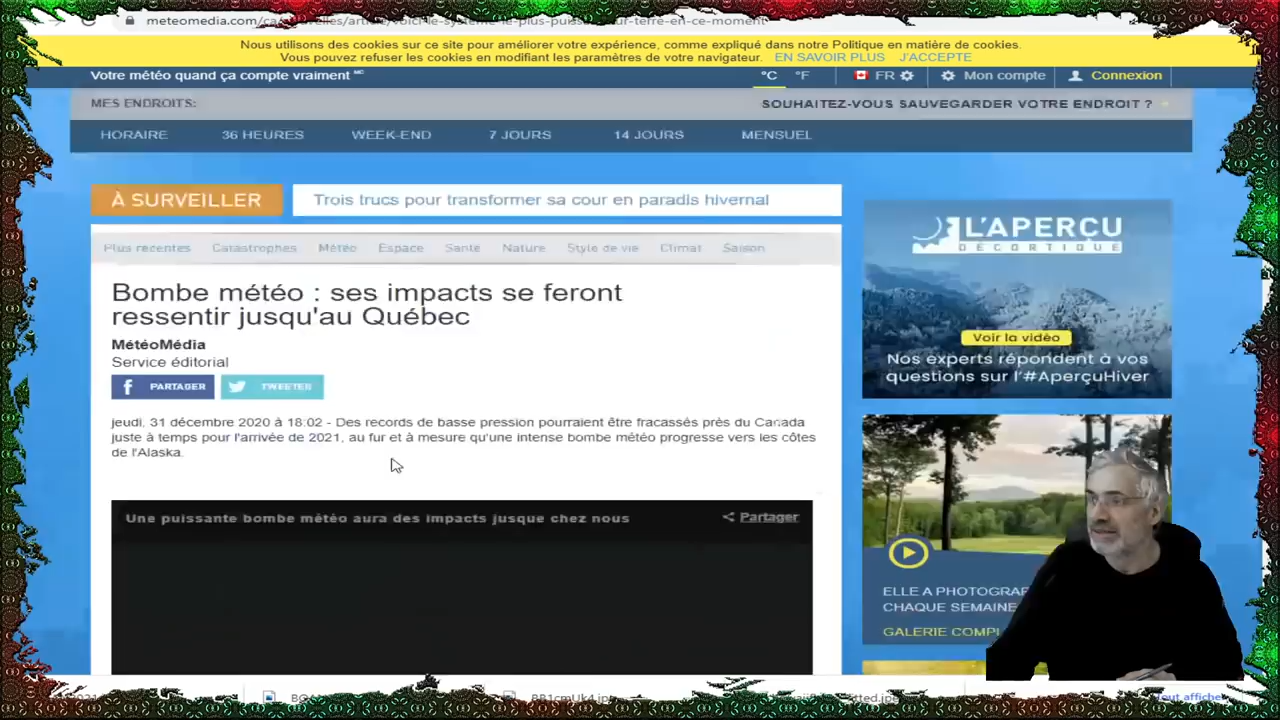 meteomedia.com/ca
Nous utilisons des cookies sur ce site pour améliorer votre expérience, comme expliqué dans notre Politique en matière de cookies.
Vous pouvez refuser les cookies en modifiant les paramètres de votre navigateur. EN SAVOIR PLUS J'ACCEPTE
Votre météo quand ça compte vraiment MC °C °F FR Mon compte Connexion
MES ENDROITS: SOUHAITEZ-VOUS SAUVEGARDER VOTRE ENDROIT ?
HORAIRE 36 HEURES WEEK-END 7 JOURS 14 JOURS MENSUEL
À SURVEILLER Trois trucs pour transformer sa cour en paradis hivernal
Plus récentes Catastrophes Météo Espace Santé Nature Style de vie Climat Saison
Bombe météo : ses impacts se feront
ressentir jusqu'au Québec
MétéoMédia
Service éditorial
PARTAGER TWEETER
jeudi, 31 décembre 2020 à 18:02 - Des records de basse pression pourraient être fracassés près du Canada
juste à temps pour l'arrivée de 2021, au fur et à mesure qu'une intense bombe météo progresse vers les côtes
de l'Alaska.
Une puissante bombe météo aura des impacts jusque chez nous Partager
L'APERÇU
DÉCORTIQUÉ
Voir la vidéo
Nos experts répondent à vos
questions sur l'#AperçuHiver
ELLE A PHOTOGRA
CHAQUE SEMAINE
GALERIE COMPL